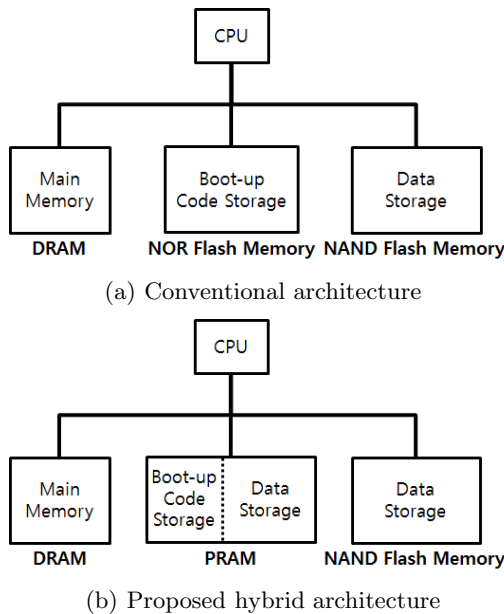 CPU
Main
Memory
Boot-up
Code Storage
Data
Storage
DRAM
NOR Flash Memory
NAND Flash Memory
(a) Conventional architecture
CPU
Main
Memory
Boot-up
Code
Storage
Data
Storage
Data
Storage
DRAM
PRAM
NAND Flash Memory
(b) Proposed hybrid architecture